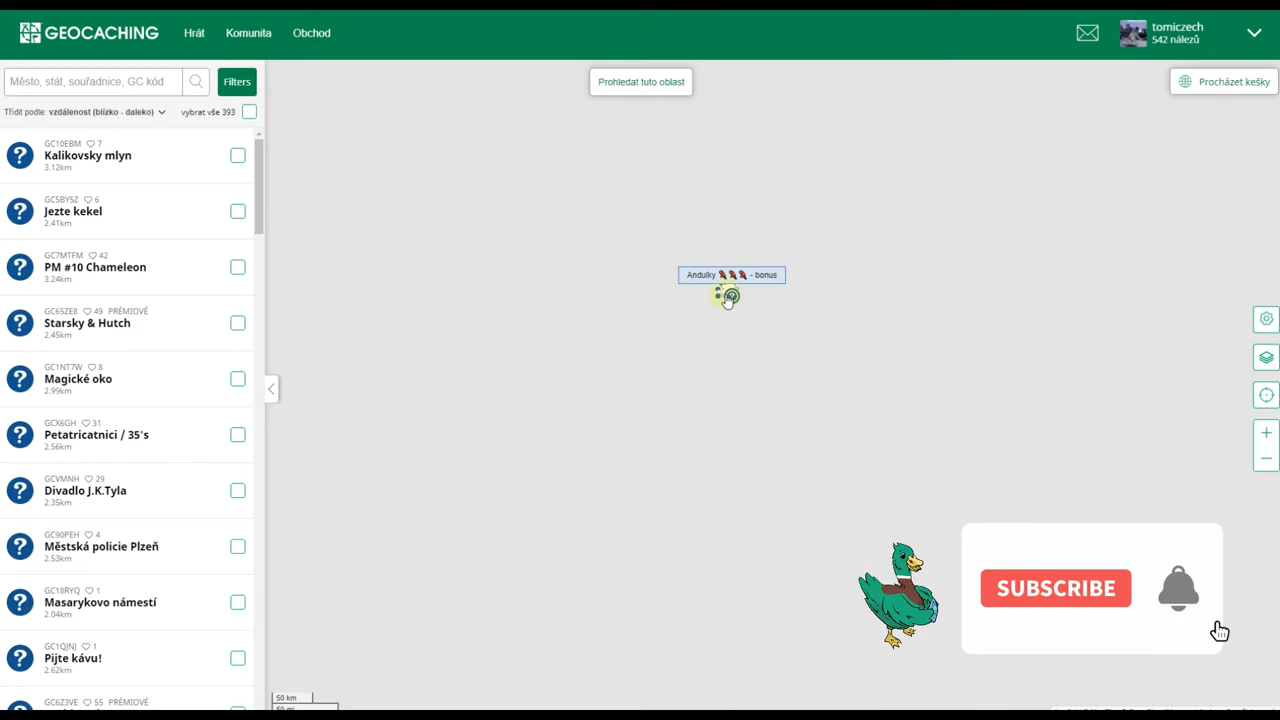 GEOCACHING
Hrát
Komunita
Obchod
tomiczech
542 nálezů
Město, stát, souřadnice, GC kód
Filters
Třídit podle: vzdálenost (blízko - daleko)
vybrat vše 393
Prohledat tuto oblast
Procházet kešky
GC10EBM 7
Kalikovsky mlyn
3.12km
GC5BY5Z 6
Jezte kekel
2.41km
GC7MTFM 42
PM #10 Chameleon
3.24km
GC65ZE8 49 PRÉMIOVÉ
Starsky & Hutch
2.45km
GC1NT7W 8
Magické oko
2.99km
GCX6GH 31
Petatricatnici / 35's
2.56km
GCVMNH 29
Divadlo J.K.Tyla
2.35km
GC90PEH 4
Městská policie Plzeň
2.53km
GC18RYQ 1
Masarykovo námestí
2.04km
GC1QJNJ 1
Pijte kávu!
2.62km
GC6Z3VE 55 PRÉMIOVÉ
Andulky - bonus
SUBSCRIBE
50 km
50 mi